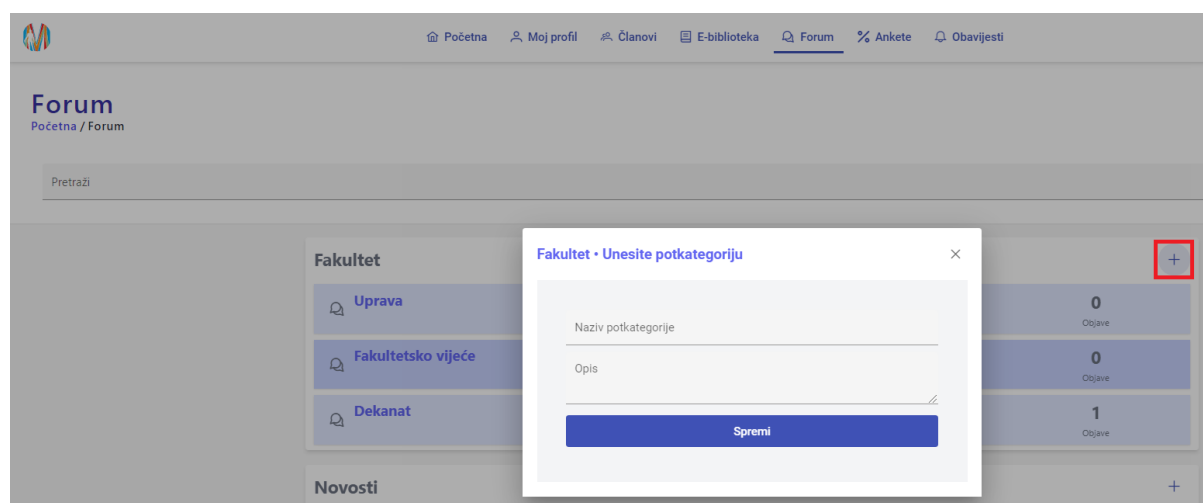 Početna Moj profil Članovi E-biblioteka Forum Ankete Obavijesti
Forum
Početna / Forum
Pretraži
Fakultet
Fakultet • Unesite potkategoriju
Uprava
0
Objave
Naziv potkategorije
Fakultetsko vijeće
0
Objave
Opis
Dekanat
1
Objave
Spremi
Novosti